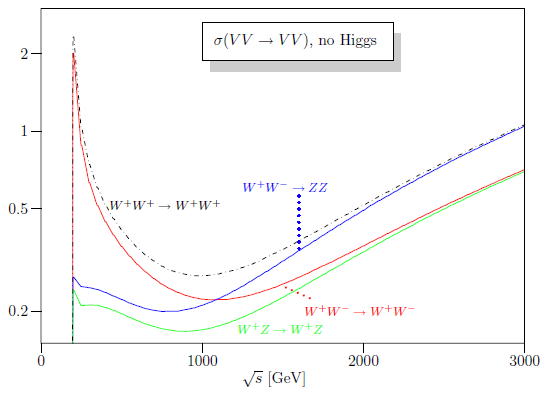 σ(VV → VV), no Higgs
2
1
W⁺W⁻ → ZZ
W⁺W⁺ → W⁺W⁺
0.5
0.2
W⁺W⁻ → W⁺W⁻
W⁺Z → W⁺Z
0 1000 2000 3000
√s [GeV]